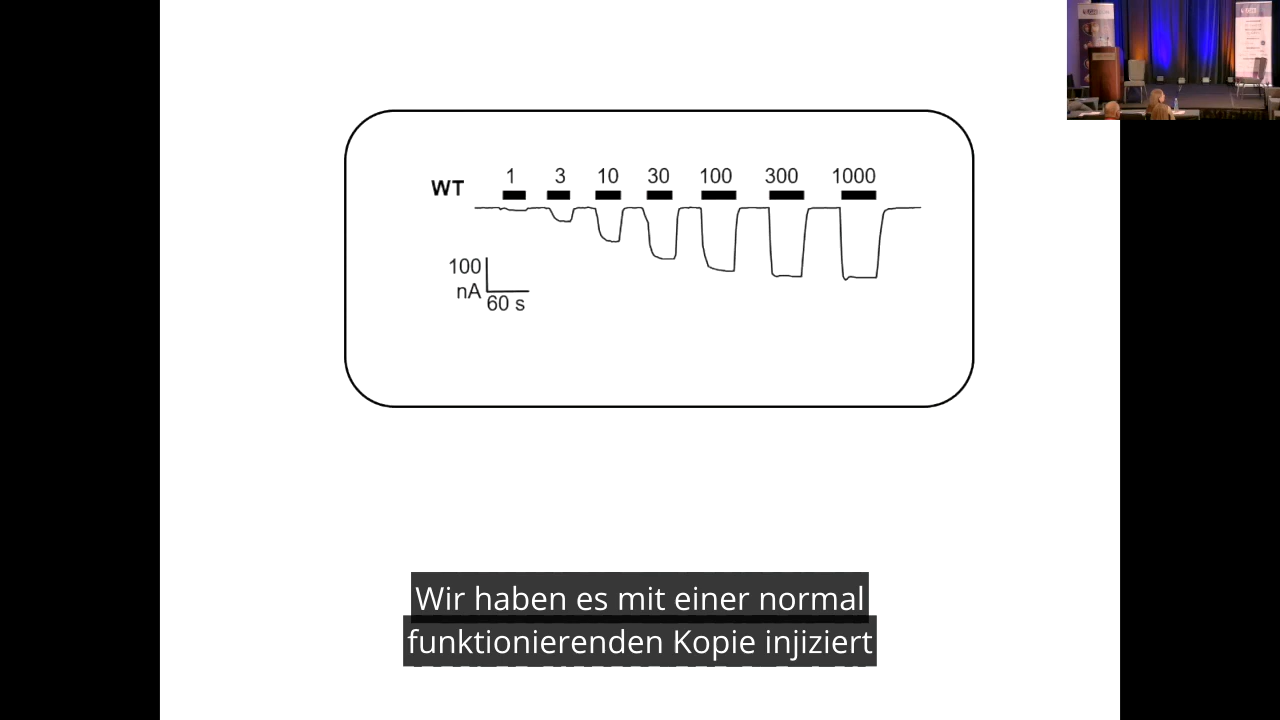 1 3 10 30 100 300 1000
WT
100
nA
60 s
Wir haben es mit einer normal
funktionierenden Kopie injiziert